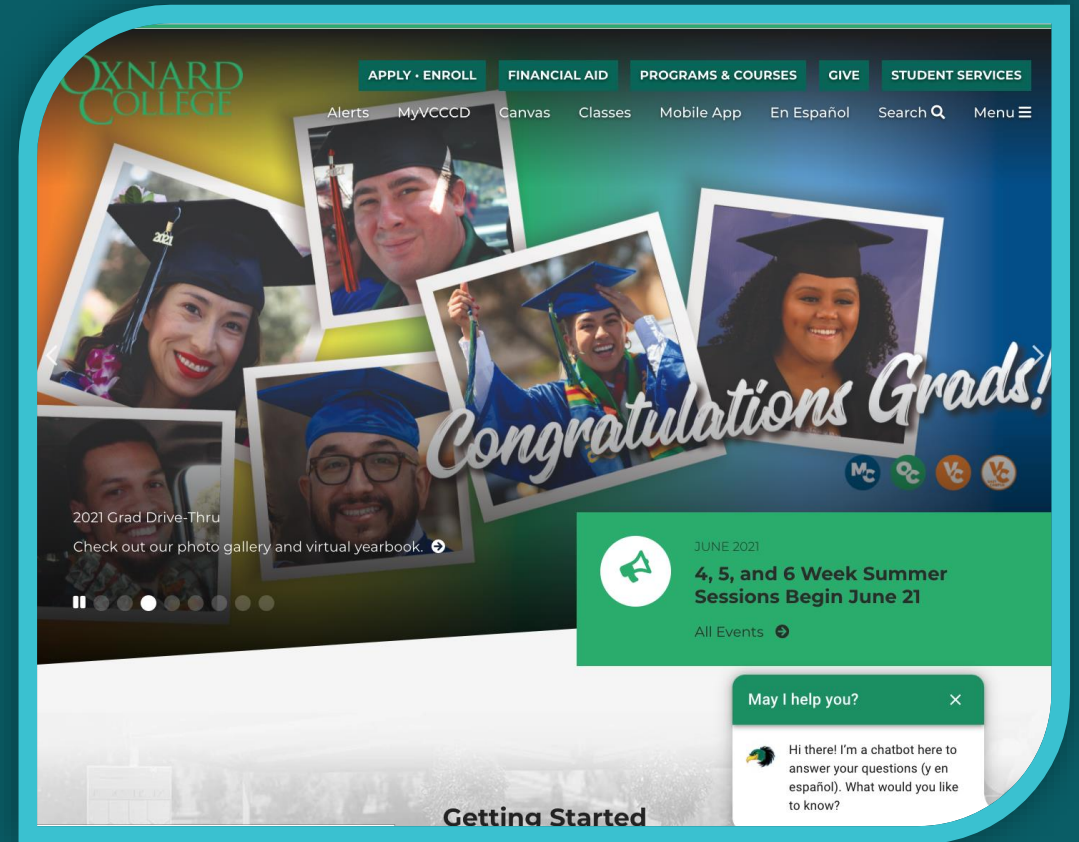 OXNARD
COLLEGE
APPLY • ENROLL
FINANCIAL AID
PROGRAMS & COURSES
GIVE
STUDENT SERVICES
Alerts
MyVCCCD
Canvas
Classes
Mobile App
En Español
Search
Menu
2021
2021
Congratulations Grads!
MC
OC
VC
VC
2021 Grad Drive-Thru
Check out our photo gallery and virtual yearbook.
JUNE 2021
4, 5, and 6 Week Summer
Sessions Begin June 21
All Events
May I help you?
Hi there! I'm a chatbot here to
answer your questions (y en
español). What would you like
to know?
Getting Started